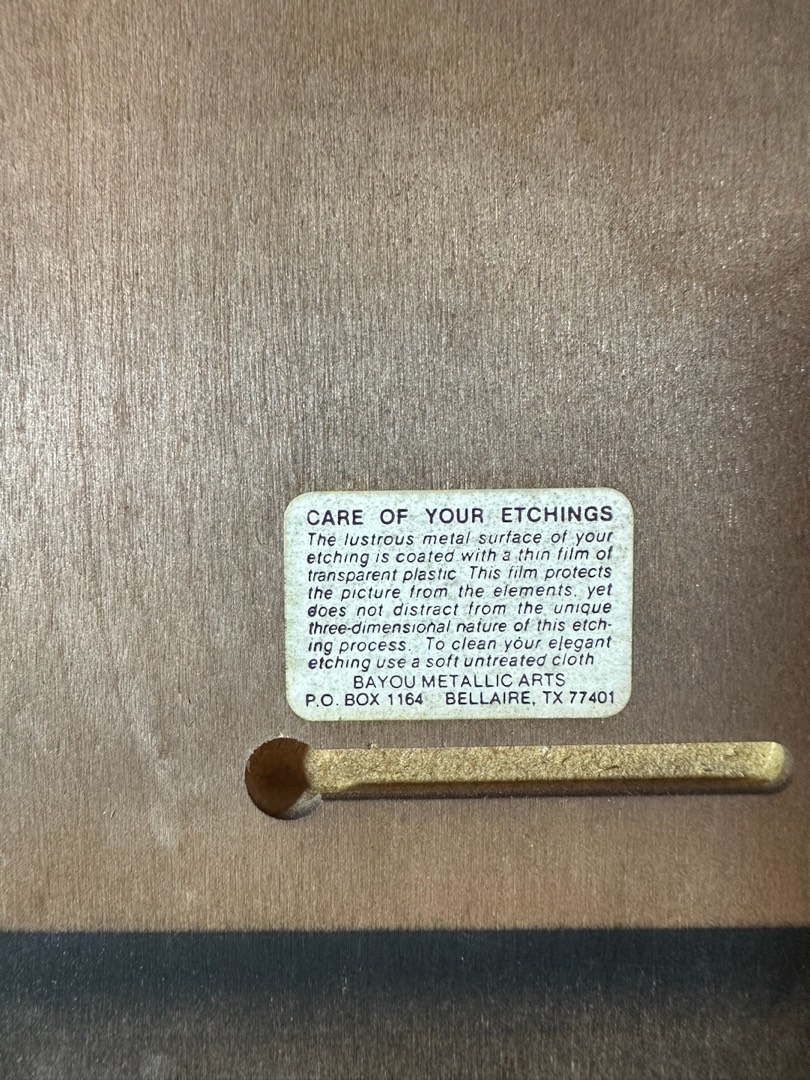 CARE OF YOUR ETCHINGS
The lustrous metal surface of your
etching is coated with a thin film of
transparent plastic. This film protects
the picture from the elements, yet
does not distract from the unique
three-dimensional nature of this etch-
ing process. To clean your elegant
etching use a soft untreated cloth
BAYOU METALLIC ARTS
P.O. BOX 1164 BELLAIRE, TX 77401